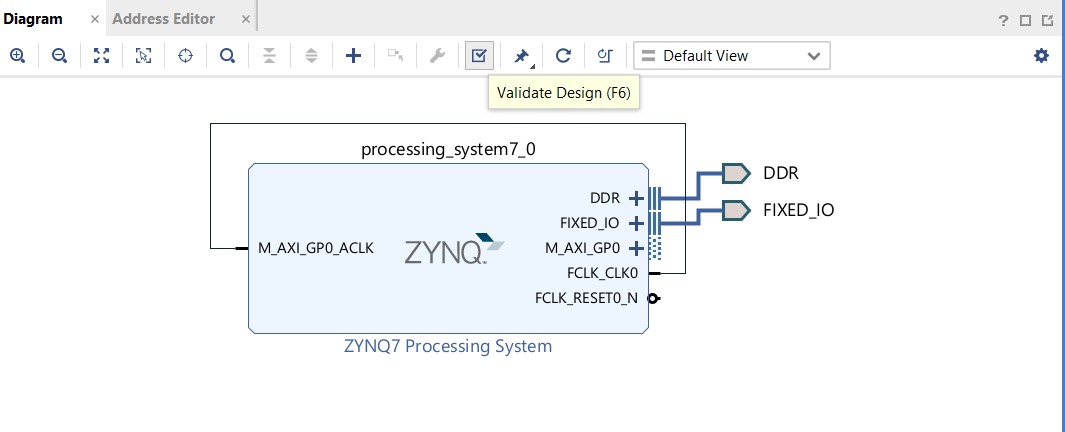 Diagram
Address Editor
Default View
Validate Design (F6)
processing_system7_0
DDR
FIXED_IO
M_AXI_GP0_ACLK
ZYNQ
DDR
FIXED_IO
M_AXI_GP0
FCLK_CLK0
FCLK_RESET0_N
ZYNQ7 Processing System